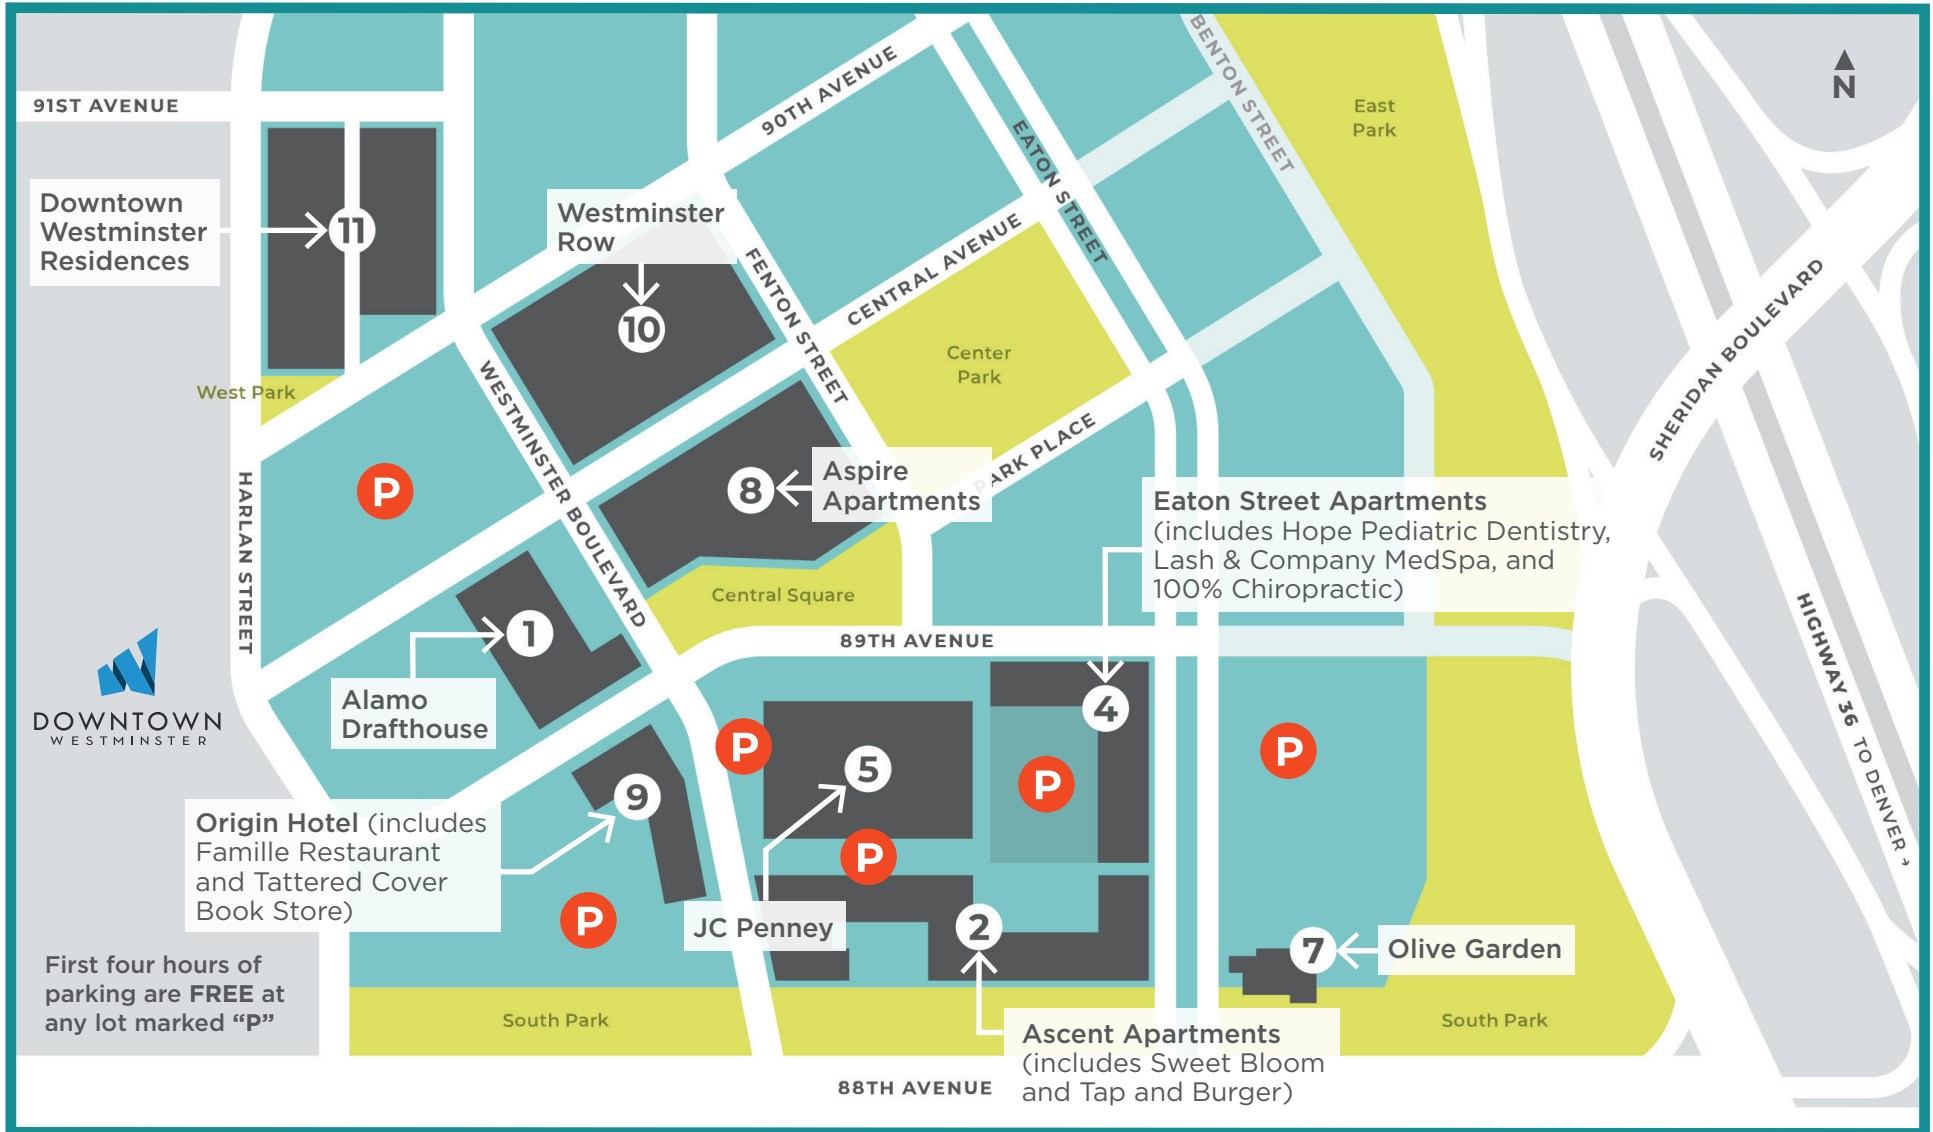 91ST AVENUE
90TH AVENUE
BENTON STREET
East
Park
N
Downtown
Westminster
Residences
11
Westminster
Row
10
EATON STREET
FENTON STREET
CENTRAL AVENUE
Center
Park
SHERIDAN BOULEVARD
West Park
WESTMINSTER BOULEVARD
HARLAN STREET
P
8
Aspire
Apartments
PARK PLACE
Eaton Street Apartments
(includes Hope Pediatric Dentistry,
Lash & Company MedSpa, and
100% Chiropractic)
Central Square
89TH AVENUE
1
Alamo
Drafthouse
DOWNTOWN
WESTMINSTER
HIGHWAY 36 TO DENVER →
4
P
5
P
P
9
Origin Hotel (includes
Famille Restaurant
and Tattered Cover
Book Store)
P
P
JC Penney
2
7
Olive Garden
First four hours of
parking are FREE at
any lot marked “P”
South Park
South Park
Ascent Apartments
(includes Sweet Bloom
and Tap and Burger)
88TH AVENUE